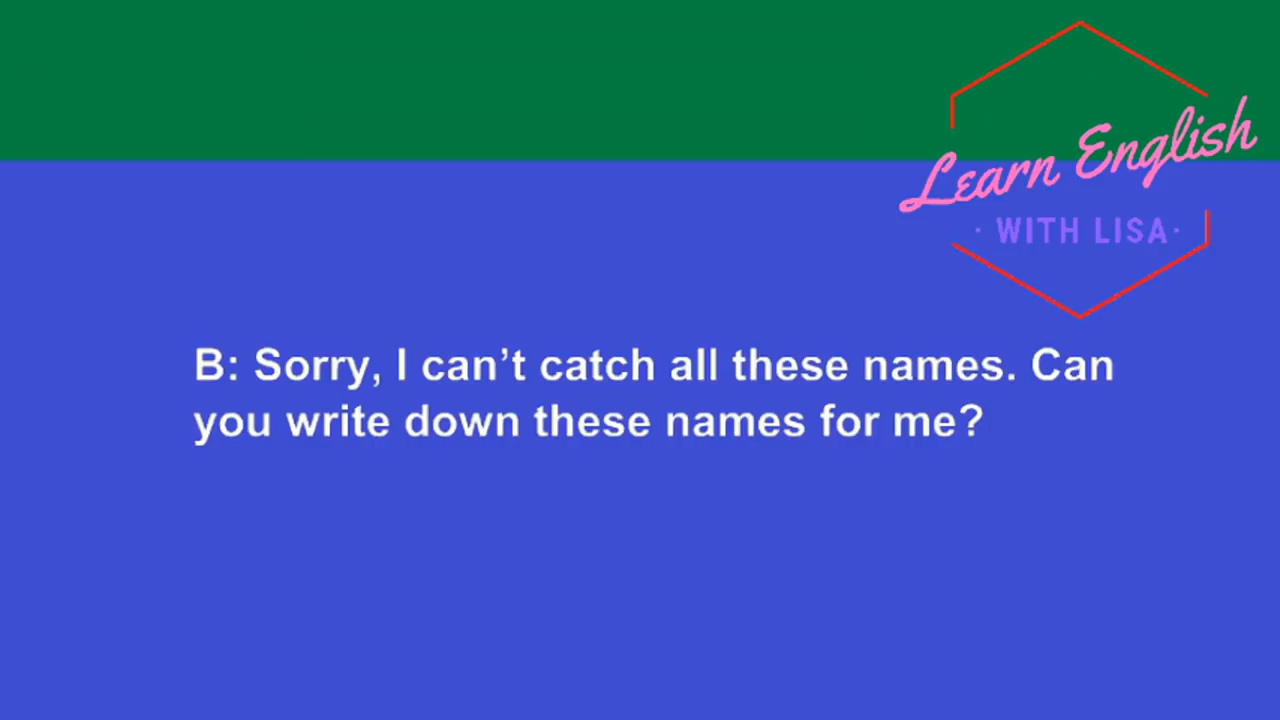 Learn English
· WITH LISA·
B: Sorry, I can’t catch all these names. Can
you write down these names for me?